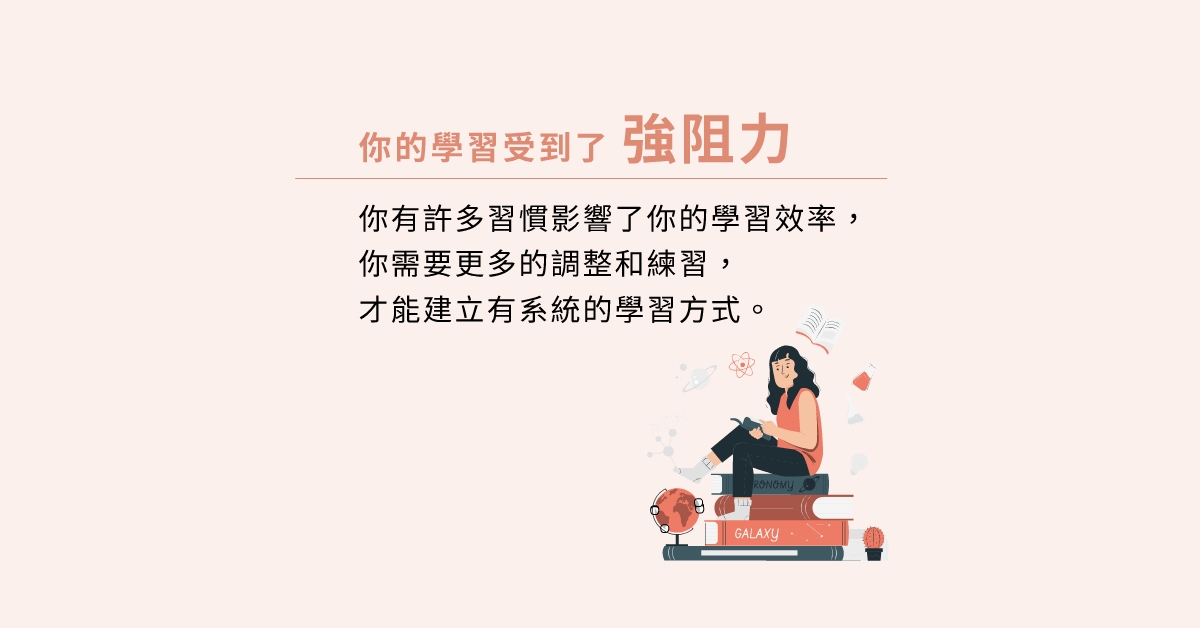 你的學習受到了 強阻力
你有許多習慣影響了你的學習效率，
你需要更多的調整和練習，
才能建立有系統的學習方式。
RONOMY
GALAXY